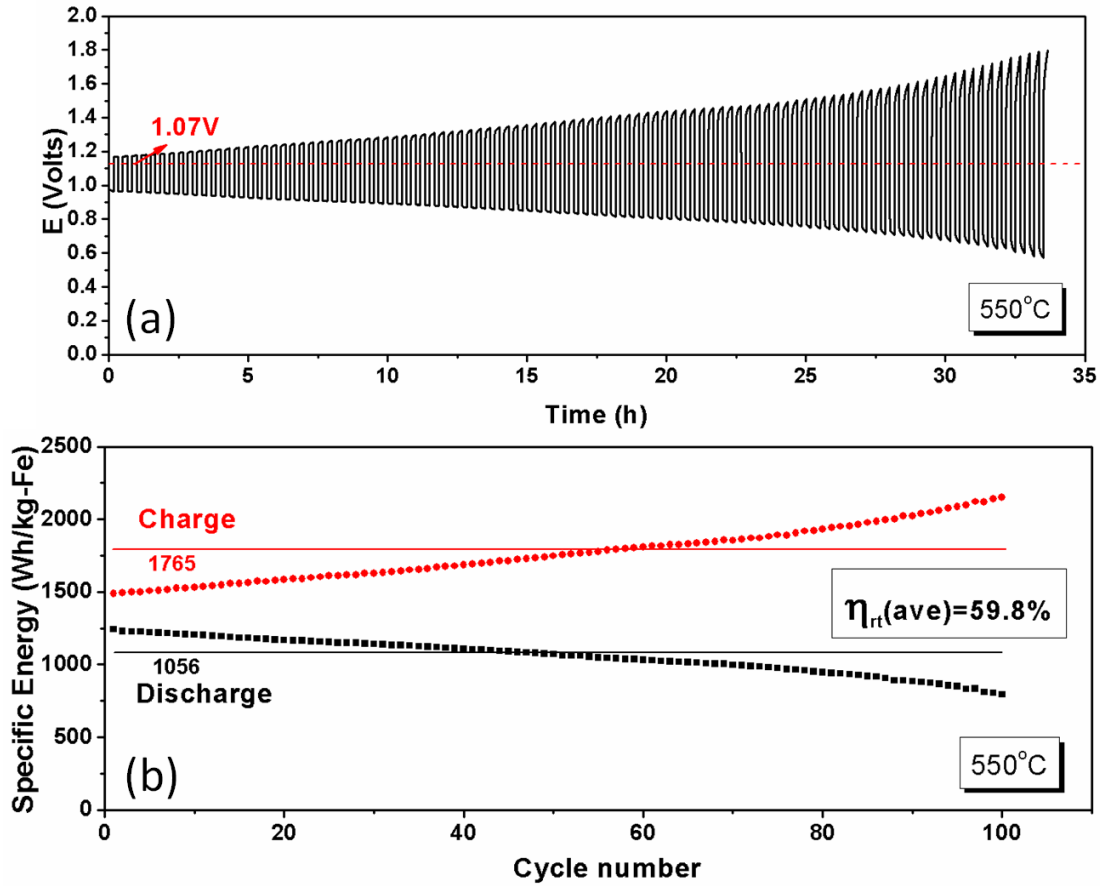 2.0
1.8
1.6
1.4
1.2
1.0
0.8
0.6
0.4
0.2
0.0
E (Volts)
1.07V
(a)
550°C
0 5 10 15 20 25 30 35
Time (h)
2500
2000
1500
1000
500
0
Specific Energy (Wh/kg-Fe)
Charge
1765
ηrt(ave)=59.8%
1056
Discharge
(b)
550°C
0 20 40 60 80 100
Cycle number